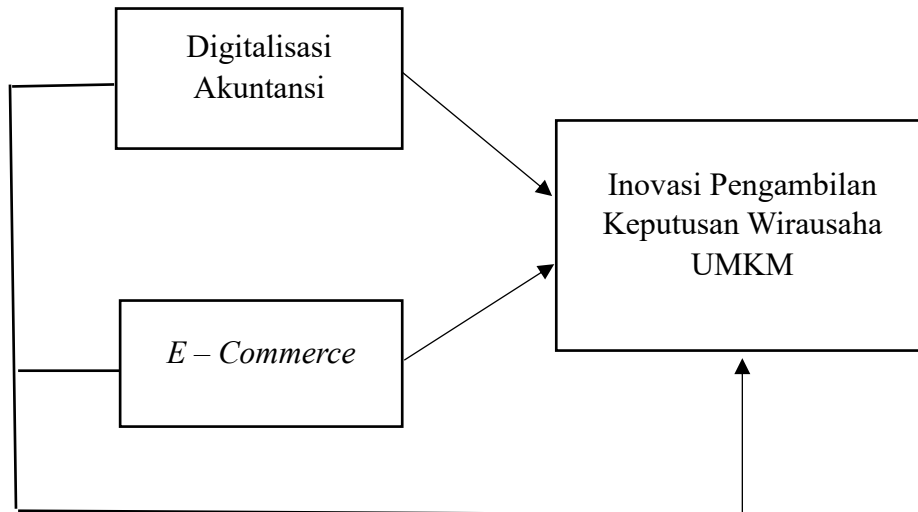 Digitalisasi
Akuntansi
Inovasi Pengambilan
Keputusan Wirausaha
UMKM
E – Commerce